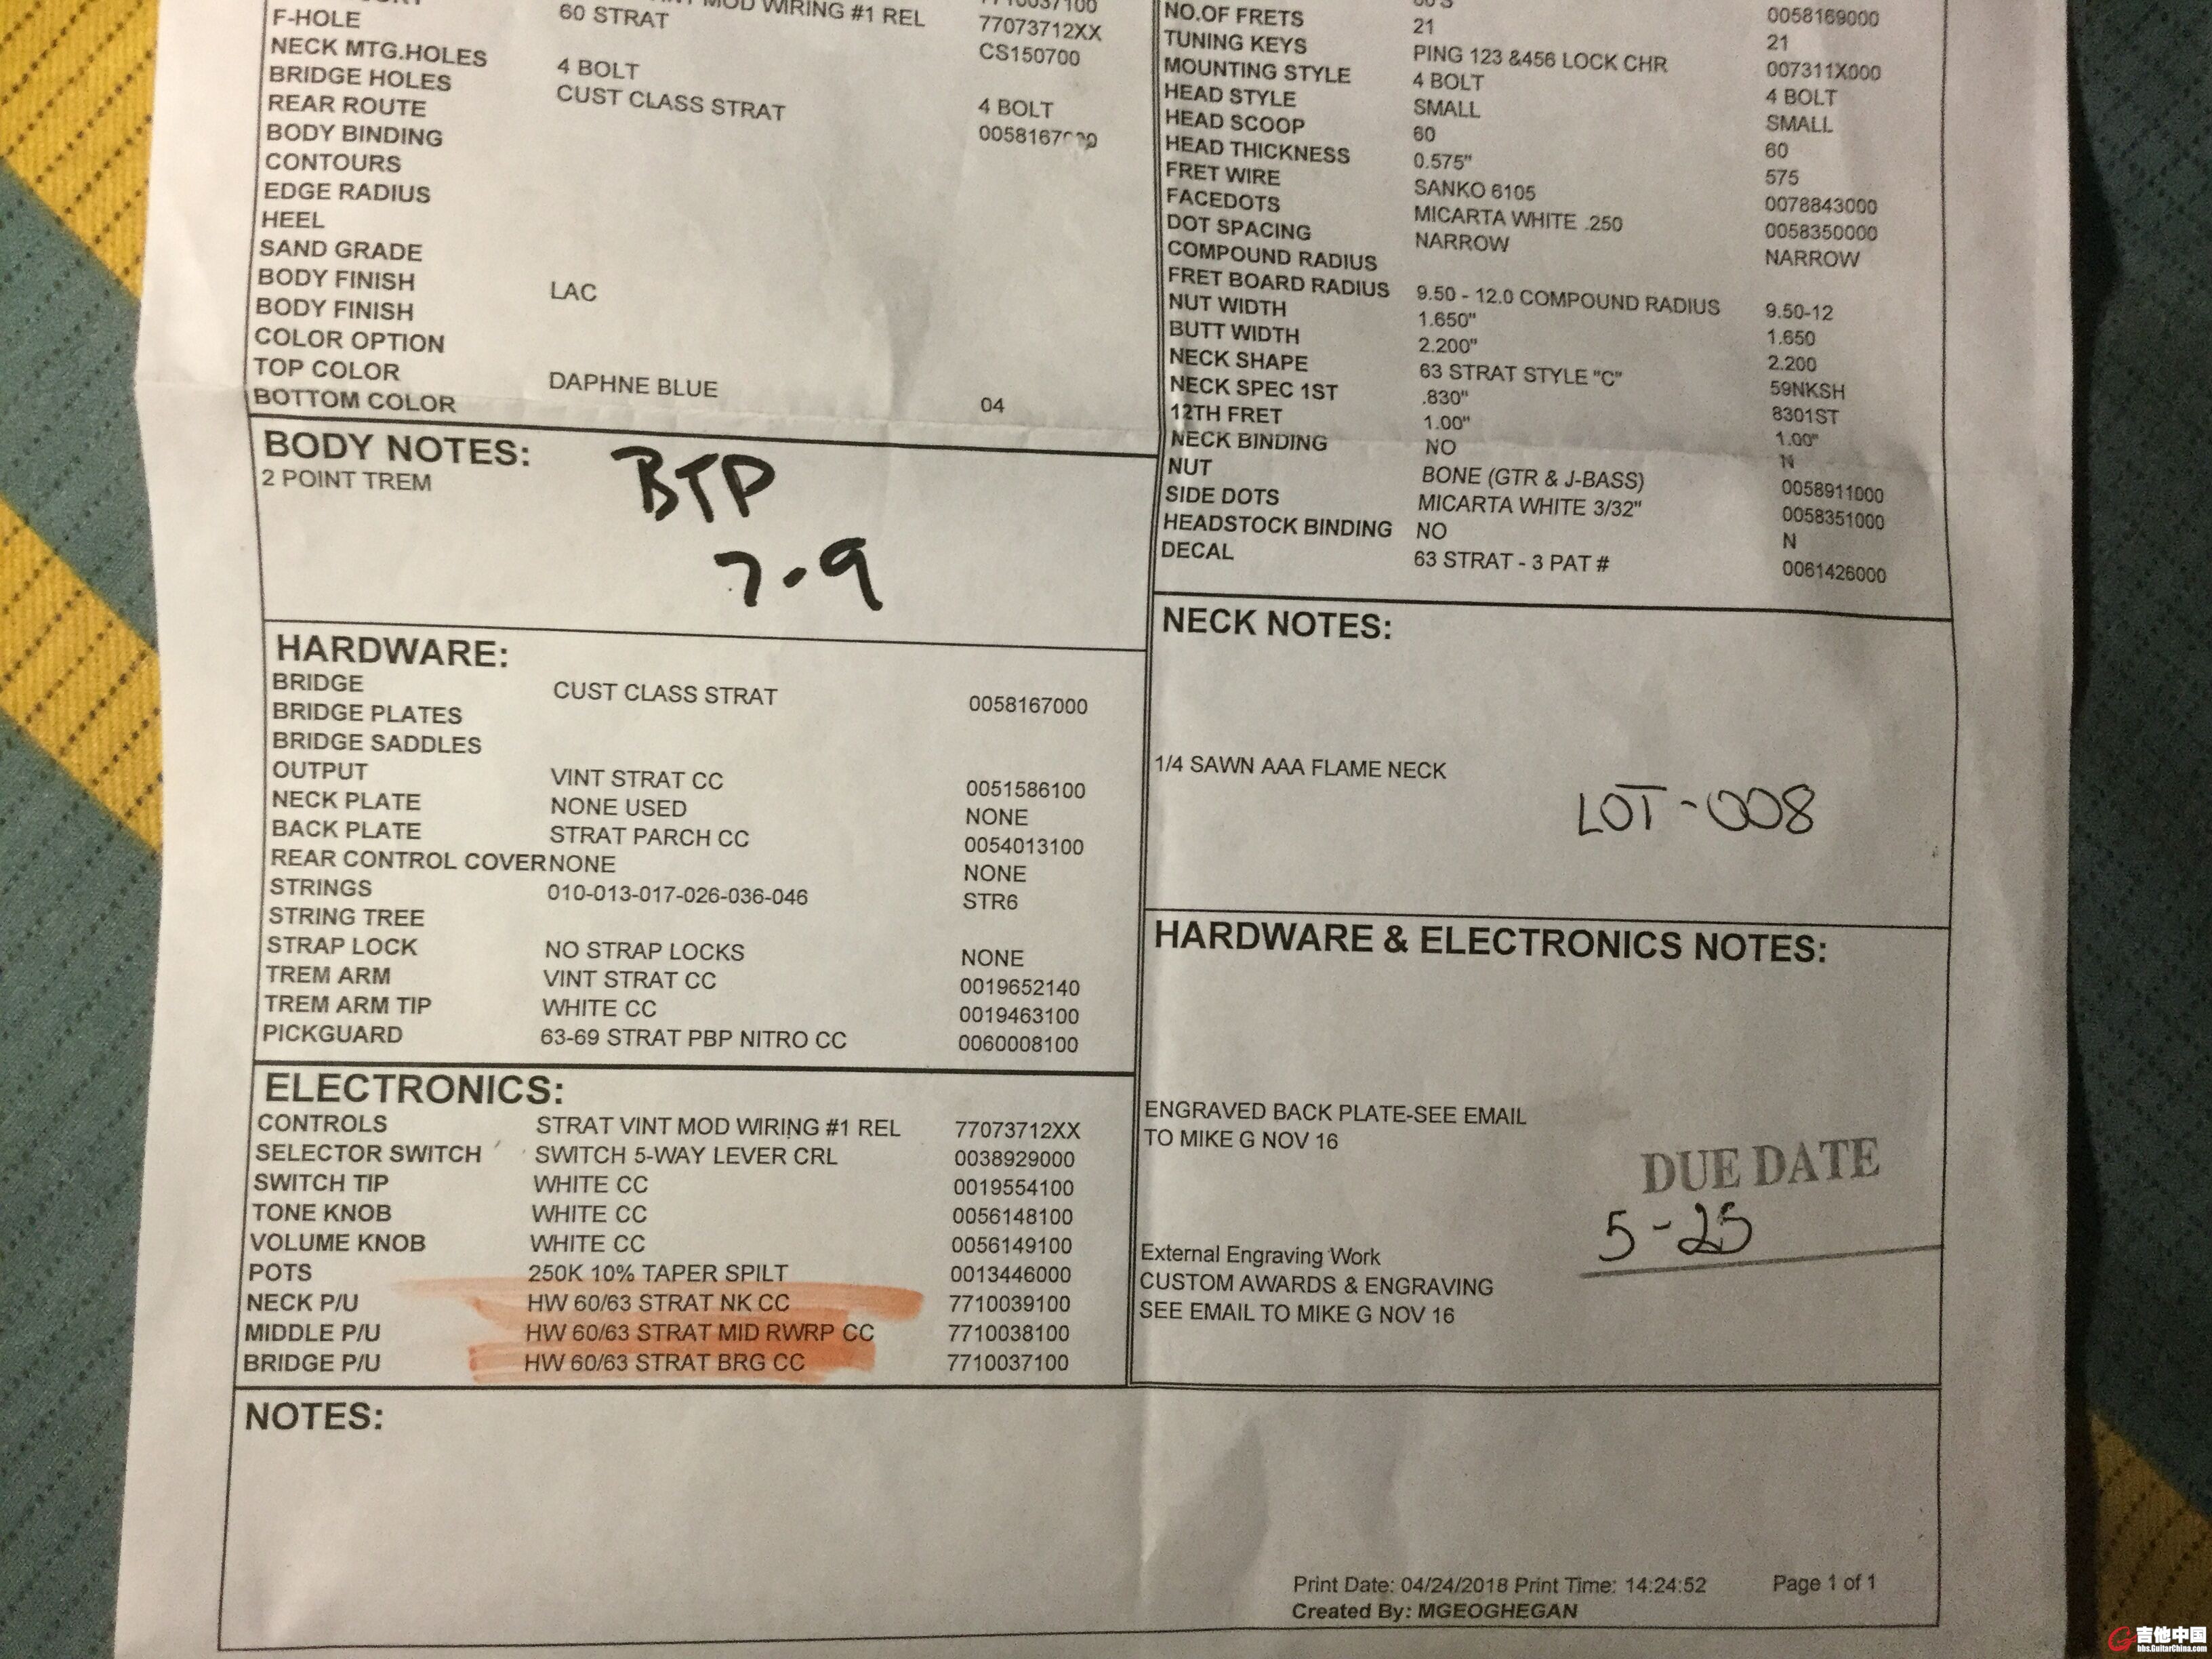 MOD WIRING #1 REL 7710037100
F-HOLE 60 STRAT 77073712XX
NECK MTG.HOLES CS150700
BRIDGE HOLES 4 BOLT
REAR ROUTE CUST CLASS STRAT 4 BOLT
BODY BINDING
CONTOURS
EDGE RADIUS
HEEL
SAND GRADE
BODY FINISH LAC
BODY FINISH
COLOR OPTION
TOP COLOR DAPHNE BLUE
BOTTOM COLOR 04
BODY NOTES:
2 POINT TREM
BTP
7-9
HARDWARE:
BRIDGE CUST CLASS STRAT 0058167000
BRIDGE PLATES
BRIDGE SADDLES
OUTPUT VINT STRAT CC 0051586100
NECK PLATE NONE USED NONE
BACK PLATE STRAT PARCH CC 0054013100
REAR CONTROL COVER NONE NONE
STRINGS 010-013-017-026-036-046 STR6
STRING TREE
STRAP LOCK NO STRAP LOCKS NONE
TREM ARM VINT STRAT CC 0019652140
TREM ARM TIP WHITE CC 0019463100
PICKGUARD 63-69 STRAT PBP NITRO CC 0060008100
ELECTRONICS:
CONTROLS STRAT VINT MOD WIRING #1 REL 77073712XX
SELECTOR SWITCH SWITCH 5-WAY LEVER CRL 0038929000
SWITCH TIP WHITE CC 0019554100
TONE KNOB WHITE CC 0056148100
VOLUME KNOB WHITE CC 0056149100
POTS 250K 10% TAPER SPILT 0013446000
NECK P/U HW 60/63 STRAT NK CC 7710039100
MIDDLE P/U HW 60/63 STRAT MID RWRP CC 7710038100
BRIDGE P/U HW 60/63 STRAT BRG CC 7710037100
NOTES:
60'S 0058169000
NO.OF FRETS 21 21
TUNING KEYS PING 123 &456 LOCK CHR 007311X000
MOUNTING STYLE 4 BOLT 4 BOLT
HEAD STYLE SMALL SMALL
HEAD SCOOP 60 60
HEAD THICKNESS 0.575" 575
FRET WIRE SANKO 6105 0078843000
FACEDOTS MICARTA WHITE .250 0058350000
DOT SPACING NARROW NARROW
COMPOUND RADIUS
FRET BOARD RADIUS 9.50 - 12.0 COMPOUND RADIUS 9.50-12
NUT WIDTH 1.650" 1.650
BUTT WIDTH 2.200" 2.200
NECK SHAPE 63 STRAT STYLE "C" 59NKSH
NECK SPEC 1ST .830" 8301ST
12TH FRET 1.00" 1.00"
NECK BINDING NO N
NUT BONE (GTR & J-BASS) 0058911000
SIDE DOTS MICARTA WHITE 3/32" 0058351000
HEADSTOCK BINDING NO N
DECAL 63 STRAT - 3 PAT # 0061426000
NECK NOTES:
1/4 SAWN AAA FLAME NECK
LOT-008
HARDWARE & ELECTRONICS NOTES:
ENGRAVED BACK PLATE-SEE EMAIL
TO MIKE G NOV 16
DUE DATE
5-25
External Engraving Work
CUSTOM AWARDS & ENGRAVING
SEE EMAIL TO MIKE G NOV 16
Print Date: 04/24/2018 Print Time: 14:24:52 Page 1 of 1
Created By: MGEOGHEGAN
吉他中国
bbs.GuitarChina.com